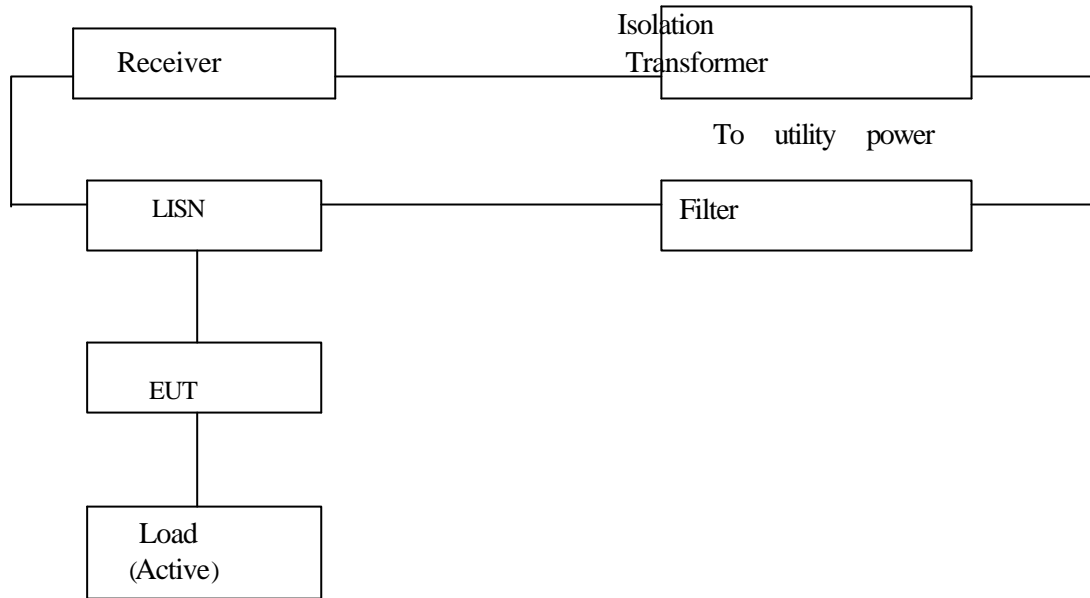 Receiver
Isolation
Transformer
To utility power
LISN
Filter
EUT
Load
(Active)